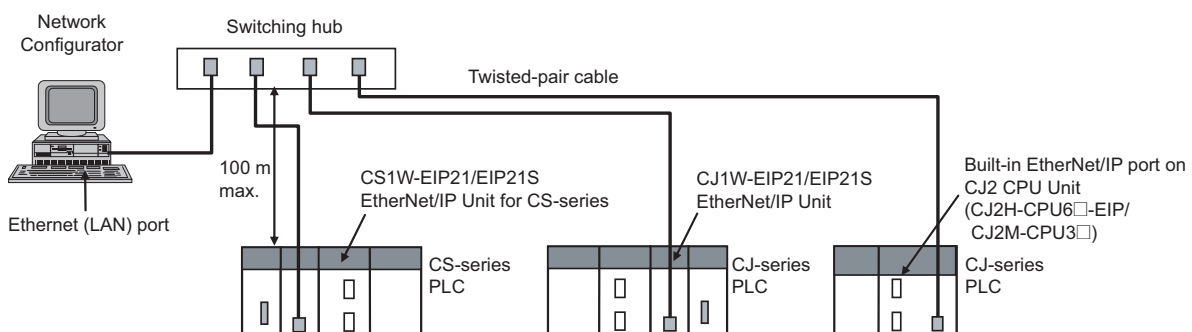 Network
Configurator
Switching hub
Twisted-pair cable
100 m
max.
Ethernet (LAN) port
CS1W-EIP21/EIP21S
EtherNet/IP Unit for CS-series
CJ1W-EIP21/EIP21S
EtherNet/IP Unit
Built-in EtherNet/IP port on
CJ2 CPU Unit
(CJ2H-CPU6□-EIP/
CJ2M-CPU3□)
CS-series
PLC
CJ-series
PLC
CJ-series
PLC